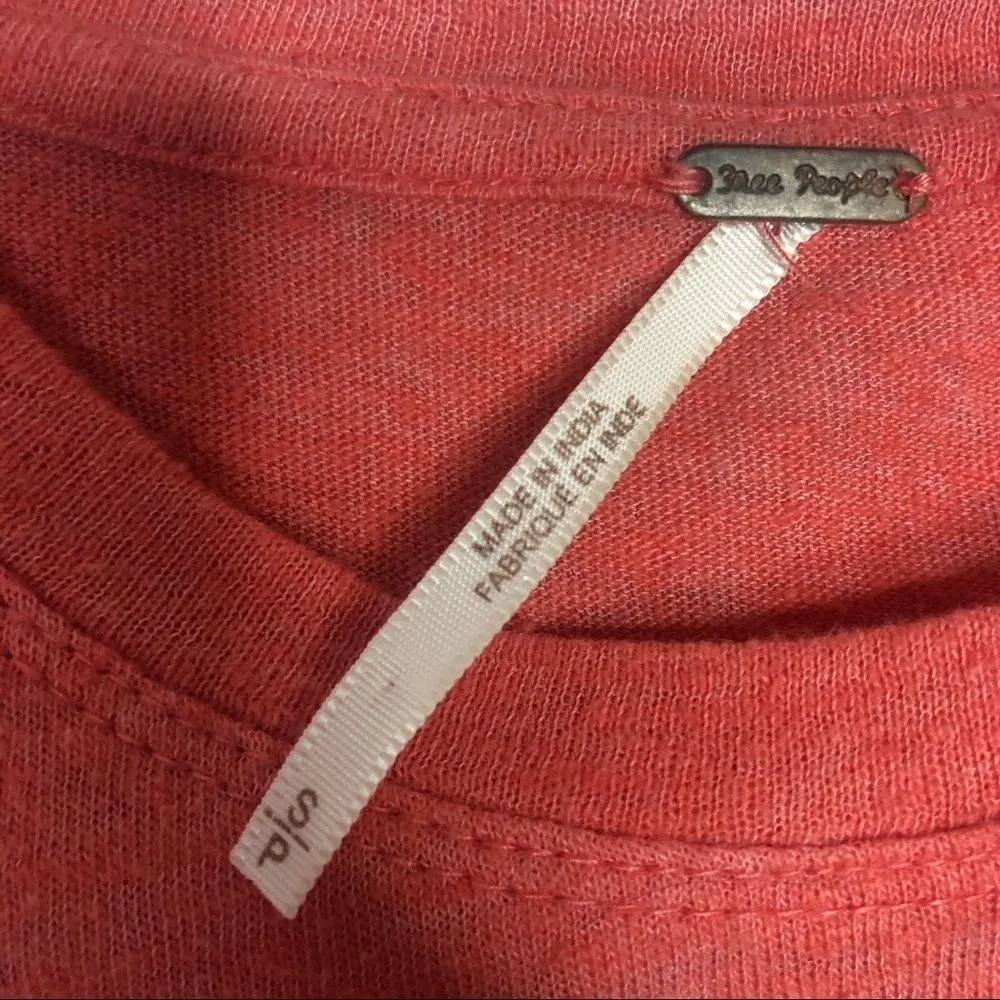 Free People
MADE IN INDIA
FABRIQUE EN INDE
S/P